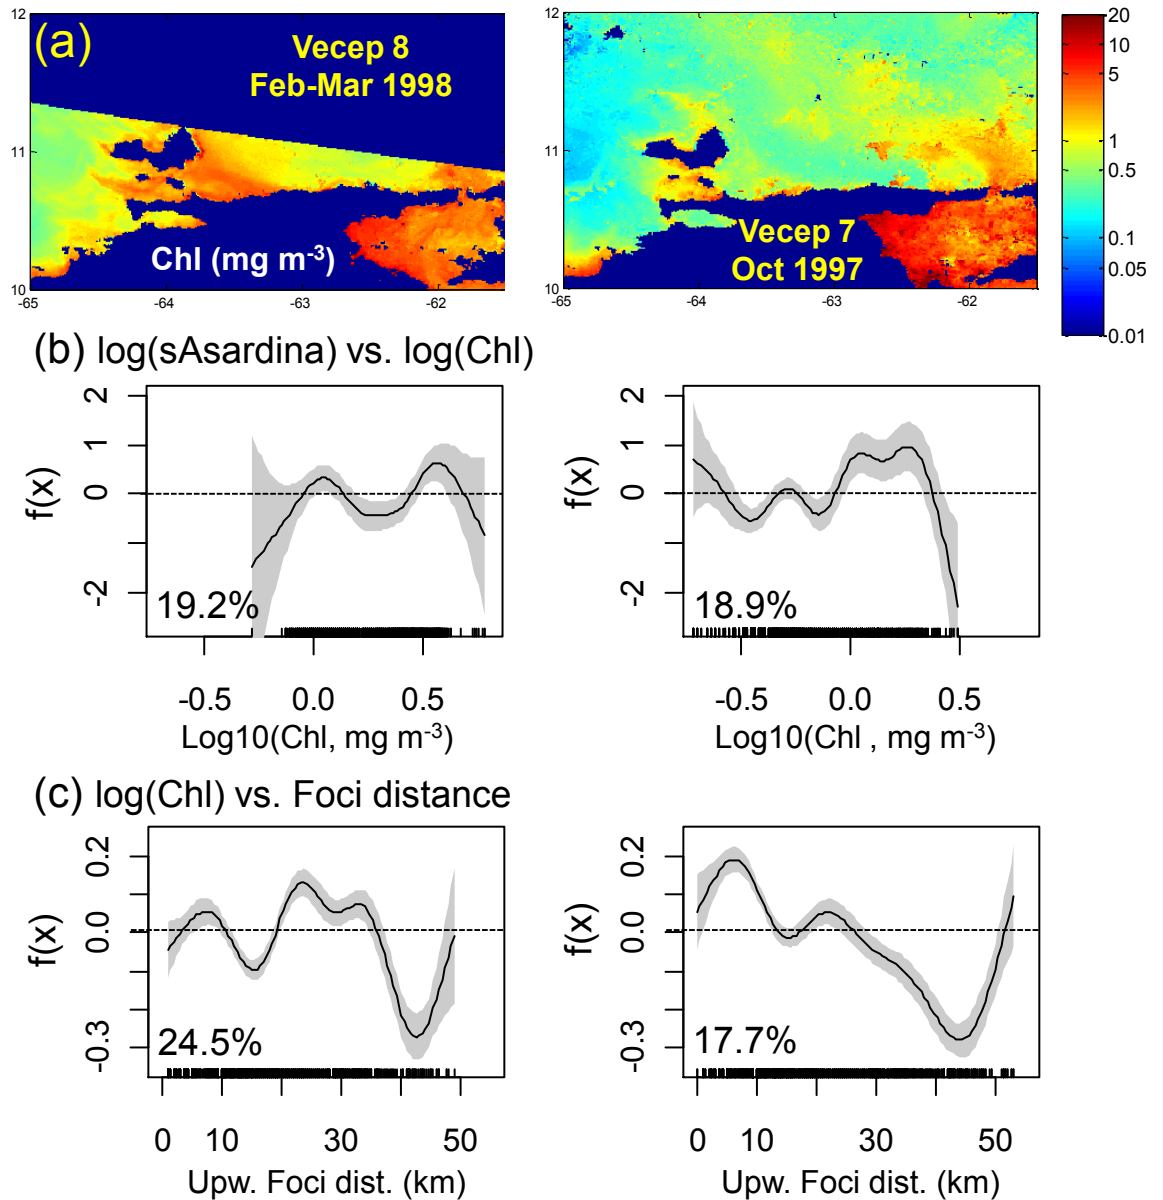 (a)
Vecep 8
Feb-Mar 1998
Chl (mg m-3)
12
11
10
-65
-64
-63
-62
Vecep 7
Oct 1997
12
11
10
-65
-64
-63
-62
20
10
5
1
0.5
0.1
0.05
0.01
(b) log(sAsardina) vs. log(Chl)
f(x)
2
1
0
-2
19.2%
-0.5 0.0 0.5
Log10(Chl, mg m-3)
f(x)
2
1
0
-2
18.9%
-0.5 0.0 0.5
Log10(Chl , mg m-3)
(c) log(Chl) vs. Foci distance
f(x)
0.2
0.0
-0.3
24.5%
0 10 30 50
Upw. Foci dist. (km)
f(x)
0.2
0.0
-0.3
17.7%
0 10 30 50
Upw. Foci dist. (km)